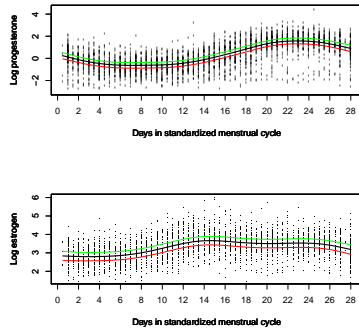 4
2
0
-2
Log progesterone
0 2 4 6 8 10 12 14 16 18 20 22 24 26 28
Days in standardized menstrual cycle
6
5
4
3
2
Log estrogen
0 2 4 6 8 10 12 14 16 18 20 22 24 26 28
Days in standardized menstrual cycle